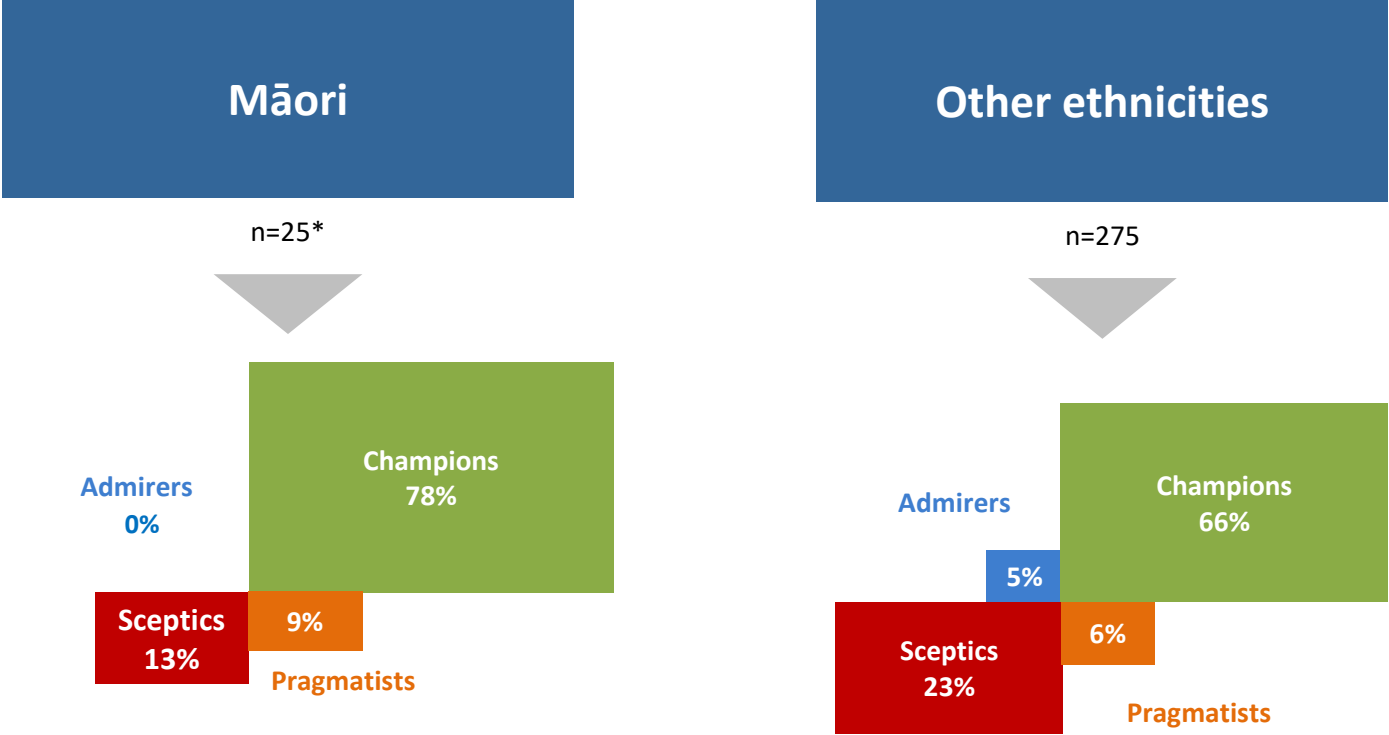 Māori
n=25*
Admirers
0%
Champions
78%
Sceptics
13%
9%
Pragmatists
Other ethnicities
n=275
Admirers
5%
Champions
66%
Sceptics
23%
6%
Pragmatists